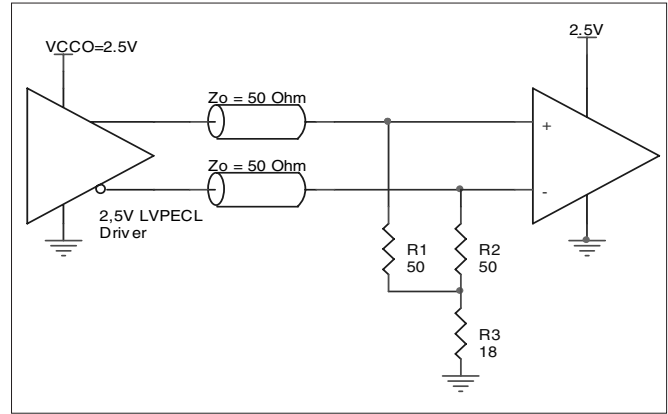 VCCO=2.5V
2.5V
Zo = 50 Ohm
+
Zo = 50 Ohm
-
2,5V LVPECL
Driver
R1
50
R2
50
R3
18